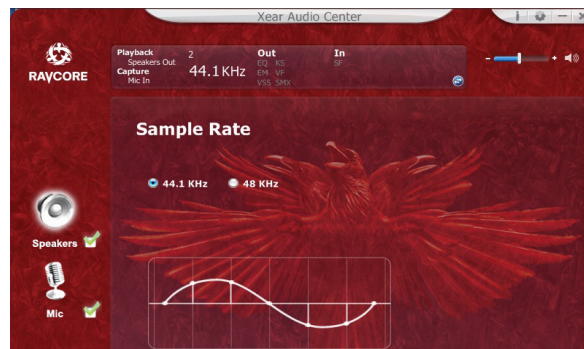 Xear Audio Center
RAVCORE
Playback 2 Out In
Speakers Out EQ KS SF
Capture 44.1KHz EM VF
Mic In VSS SMX
- +
Sample Rate
44.1 KHz 48 KHz
Speakers
Mic